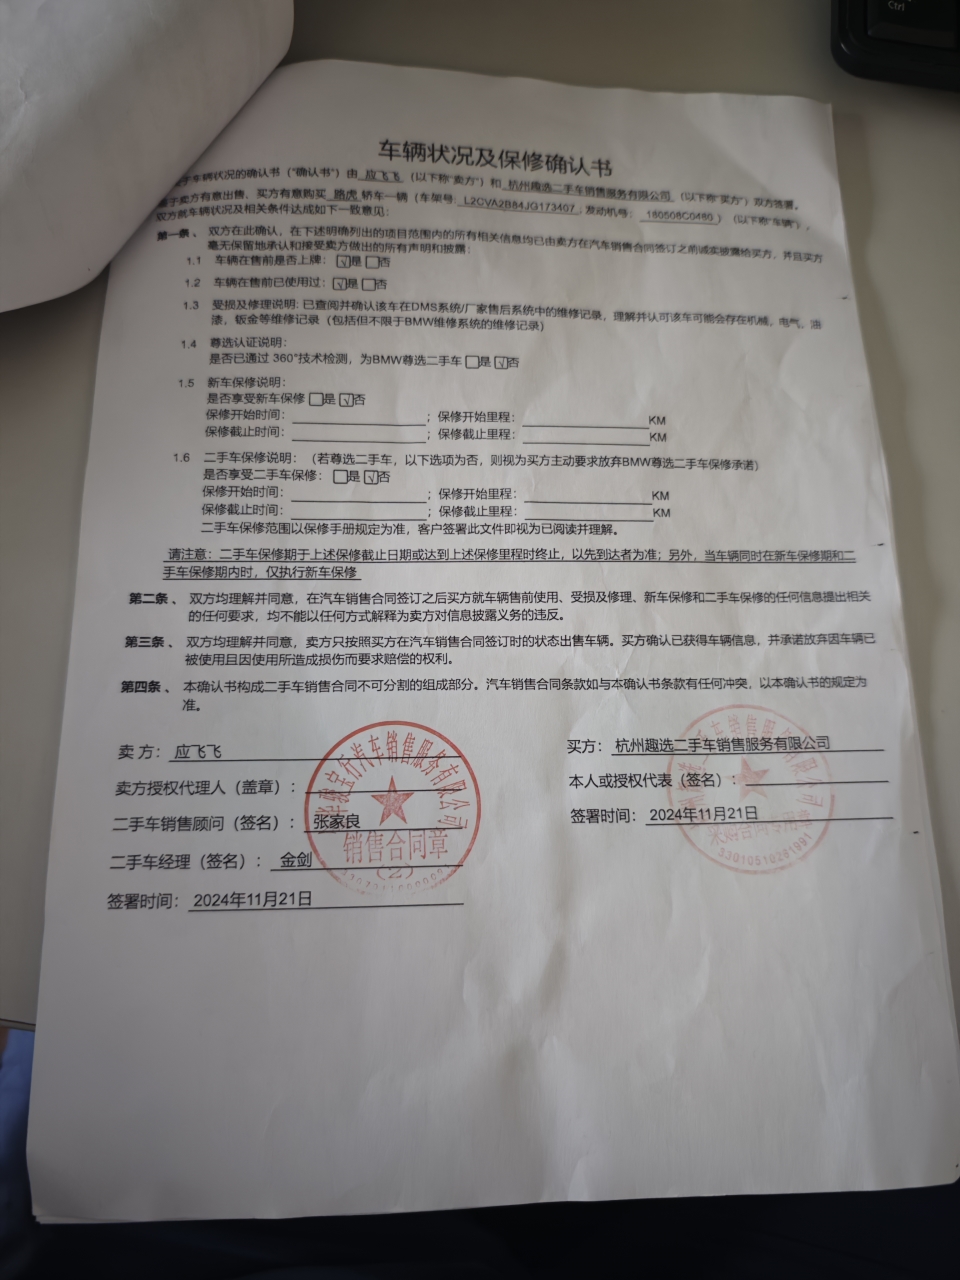 Ctrl
车辆状况及保修确认书
于车辆状况的确认书（“确认书”）由 应飞飞 （以下称“卖方”）和 杭州趣选二手车销售服务有限公司 （以下称“买方”）双方签署。
基于卖方有意出售、买方有意购买 路虎 轿车一辆（车架号: L2CVA2B84JG173407 ; 发动机号: 180508C0480 ）（以下称“车辆”），
双方就车辆状况及相关条件达成如下一致意见:
第一条 、 双方在此确认，在下述明确列出的项目范围内的所有相关信息均已由卖方在汽车销售合同签订之前诚实披露给买方，并且买方
毫无保留地承认和接受卖方做出的所有声明和披露:
1.1 车辆在售前是否上牌: ☑是 □否
1.2 车辆在售前已使用过: ☑是 □否
1.3 受损及修理说明: 已查阅并确认该车在DMS系统/厂家售后系统中的维修记录，理解并认可该车可能会存在机械、电气、油
漆，钣金等维修记录（包括但不限于BMW维修系统的维修记录）
1.4 尊选认证说明:
是否已通过 360°技术检测，为BMW尊选二手车 □是 ☑否
1.5 新车保修说明:
是否享受新车保修 □是 ☑否
保修开始时间: ；保修开始里程: KM
保修截止时间: ；保修截止里程: KM
1.6 二手车保修说明: （若尊选二手车，以下选项为否，则视为买方主动要求放弃BMW尊选二手车保修承诺）
是否享受二手车保修: □是 ☑否
保修开始时间: ；保修开始里程: KM
保修截止时间: ；保修截止里程: KM
二手车保修范围以保修手册规定为准，客户签署此文件即视为已阅读并理解。
请注意: 二手车保修期于上述保修截止日期或达到上述保修里程时终止，以先到达者为准；另外，当车辆同时在新车保修期和二
手车保修期内时，仅执行新车保修
第二条 、 双方均理解并同意，在汽车销售合同签订之后买方就车辆售前使用、受损及修理、新车保修和二手车保修的任何信息提出相关
的任何要求，均不能以任何方式解释为卖方对信息披露义务的违反。
第三条 、 双方均理解并同意，卖方只按照买方在汽车销售合同签订时的状态出售车辆。买方确认已获得车辆信息，并承诺放弃因车辆已
被使用且因使用所造成损伤而要求赔偿的权利。
第四条 、 本确认书构成二手车销售合同不可分割的组成部分。汽车销售合同条款如与本确认书条款有任何冲突，以本确认书的规定为
准。
卖 方: 应飞飞
卖方授权代理人（盖章）:
二手车销售顾问（签名）: 张家良
二手车经理（签名）: 金剑
签署时间: 2024年11月21日
宝行汽车销售服务有限公司
销售合同章
(2)
买方: 杭州趣选二手车销售服务有限公司
本人或授权代表（签名）:
签署时间: 2024年11月21日
采购合同专用章